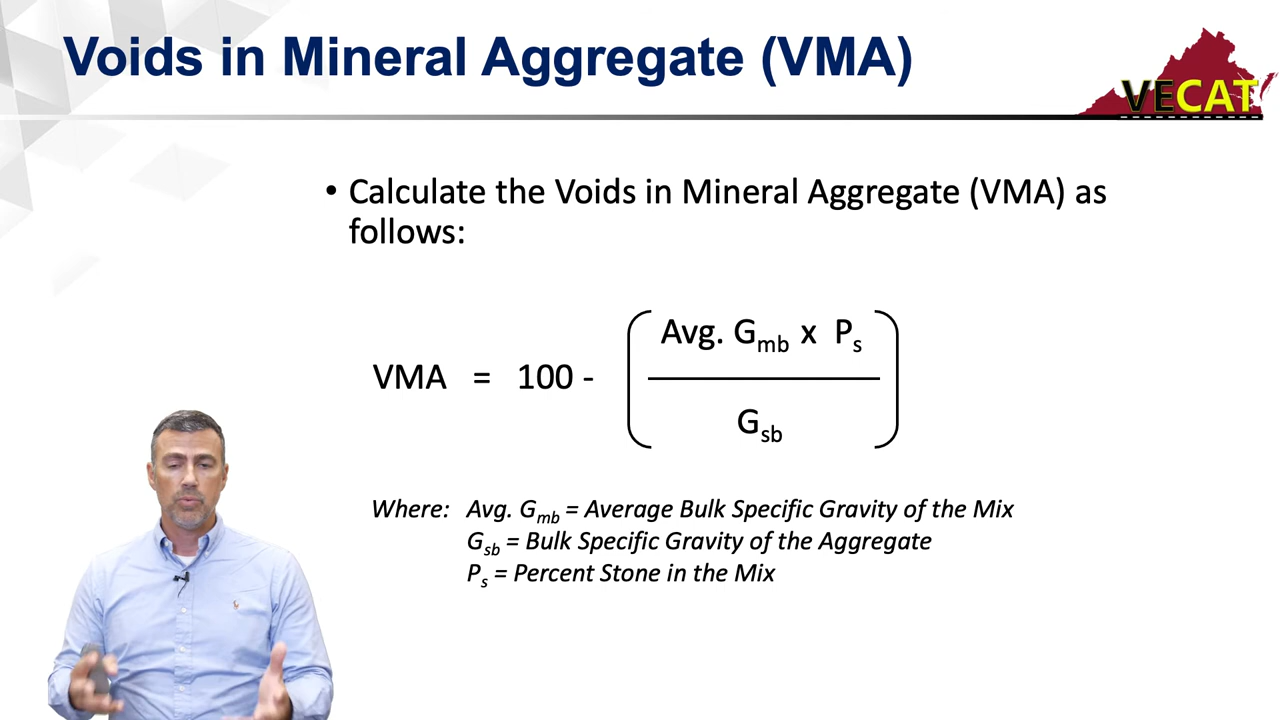 Voids in Mineral Aggregate (VMA)
VECAT
• Calculate the Voids in Mineral Aggregate (VMA) as
follows:
Avg. Gmb x Ps
VMA = 100 -
Gsb
Where: Avg. Gmb = Average Bulk Specific Gravity of the Mix
Gsb = Bulk Specific Gravity of the Aggregate
Ps = Percent Stone in the Mix